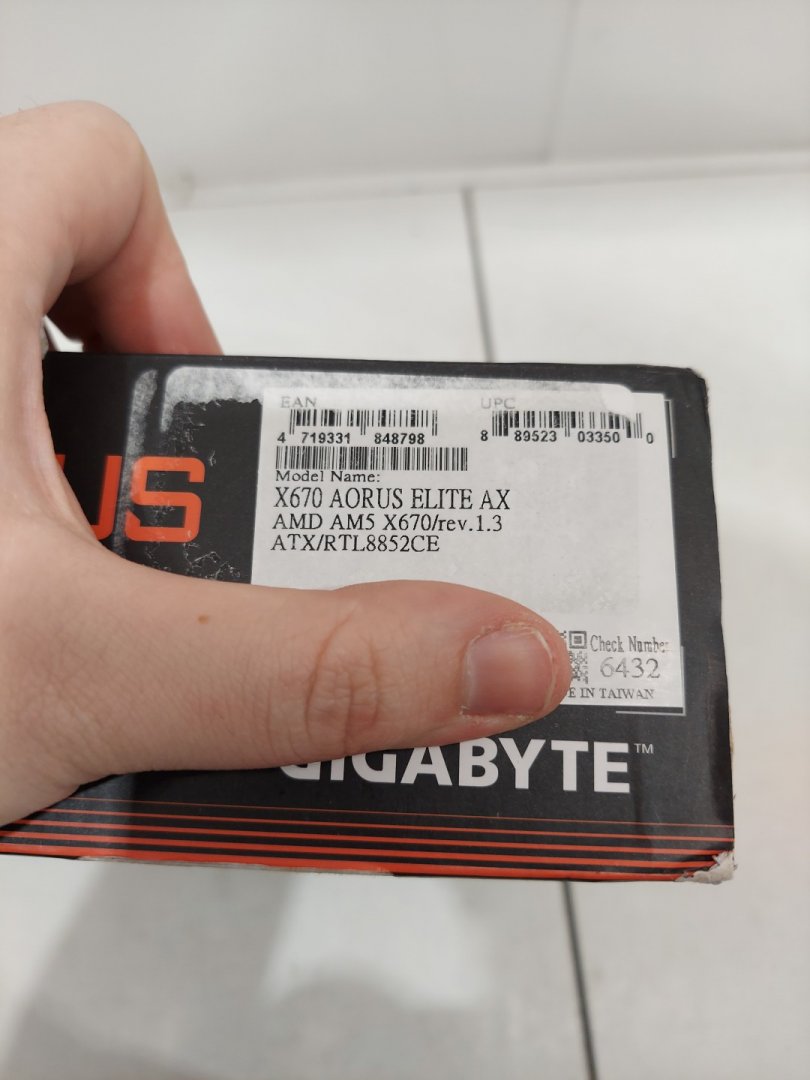 EAN
UPC
4 719331 848798
8 89523 03350 0
US
Model Name:
X670 AORUS ELITE AX
AMD AM5 X670/rev.1.3
ATX/RTL8852CE
Check Number
6432
E IN TAIWAN
GIGABYTE™